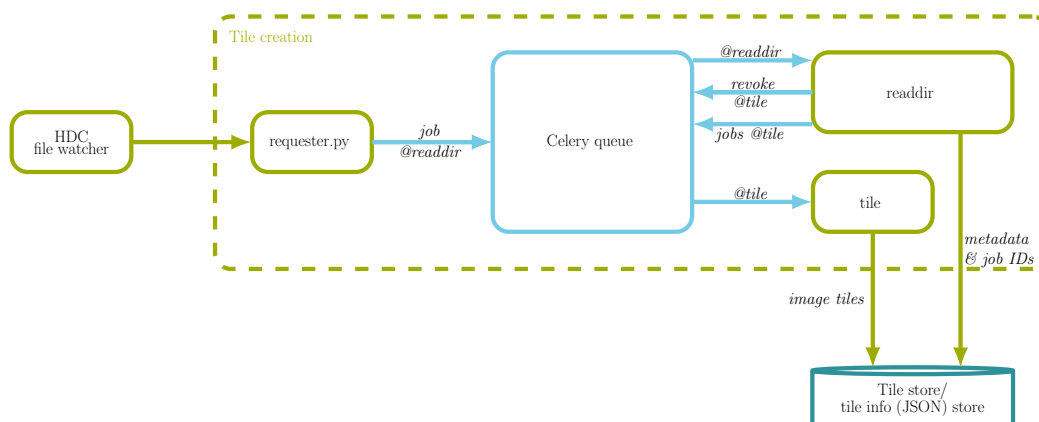 Tile creation
HDC
file watcher
requester.py
job
@readdir
Celery queue
@readdir
revoke
@tile
jobs @tile
readdir
@tile
tile
metadata
& job IDs
image tiles
Tile store/
tile info (JSON) store